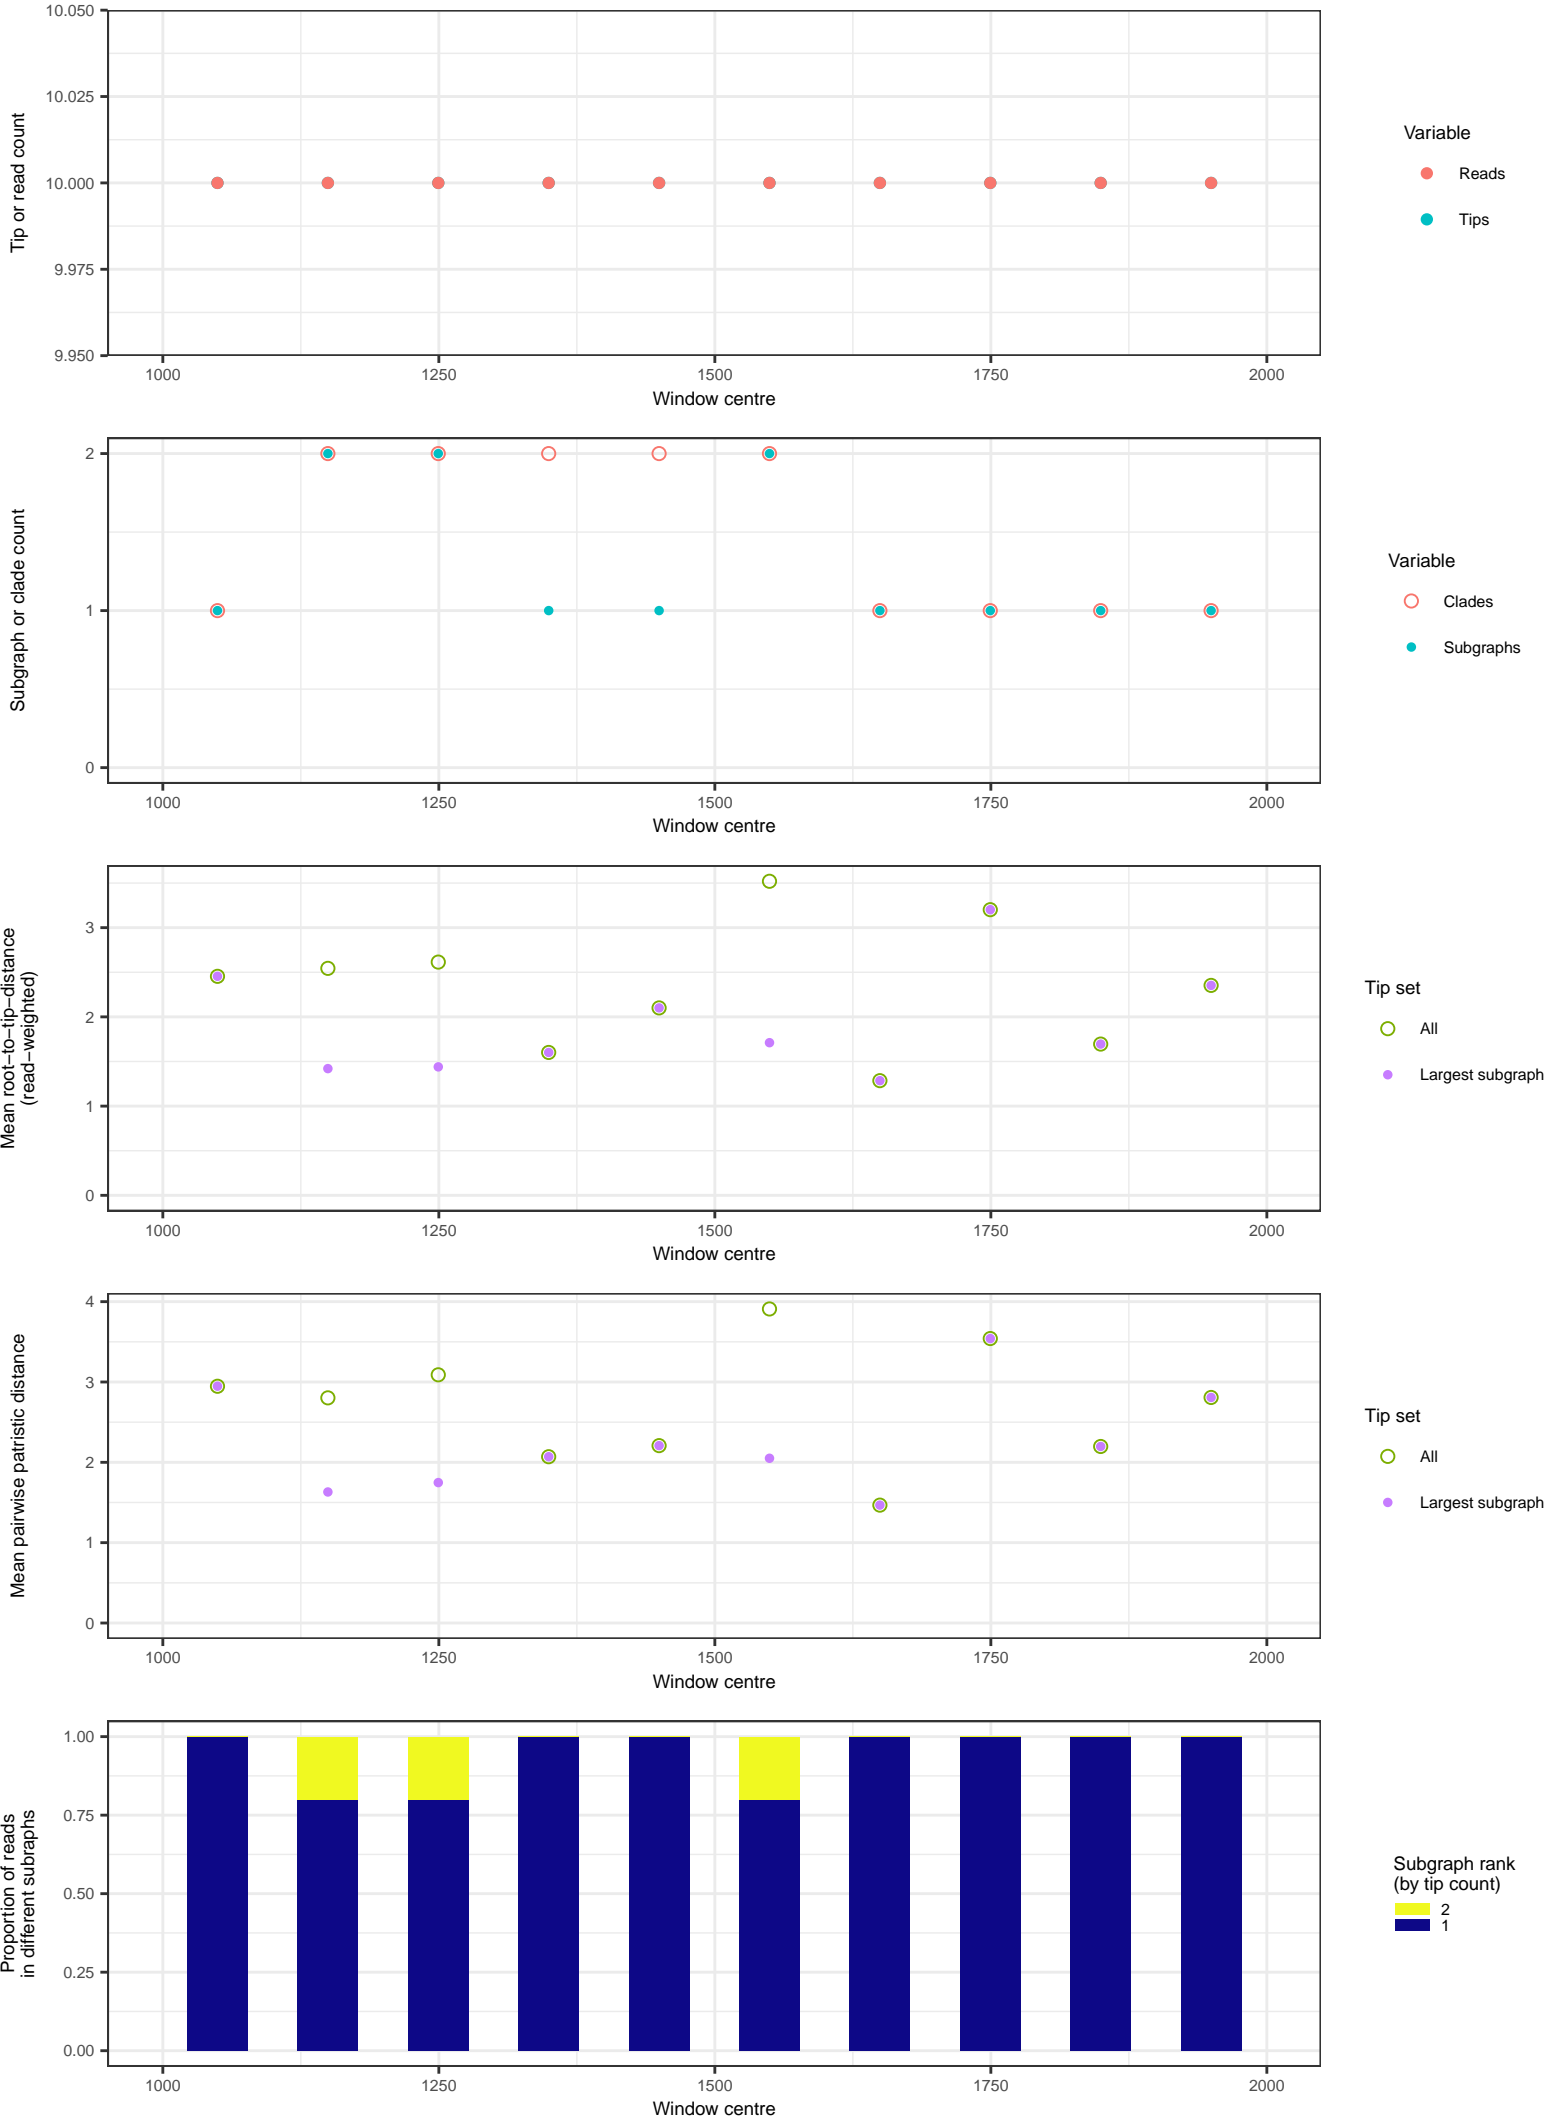 10.050
10.025
10.000
9.975
9.950
Tip or read count
1000 1250 1500 1750 2000
Window centre
Variable
Reads
Tips
2
1
0
Subgraph or clade count
1000 1250 1500 1750 2000
Window centre
Variable
Clades
Subgraphs
3
2
1
0
Mean root−to−tip−distance
(read−weighted)
1000 1250 1500 1750 2000
Window centre
Tip set
All
Largest subgraph
4
3
2
1
0
Mean pairwise patristic distance
1000 1250 1500 1750 2000
Window centre
Tip set
All
Largest subgraph
1.00
0.75
0.50
0.25
0.00
Proportion of reads
in different subraphs
1000 1250 1500 1750 2000
Window centre
Subgraph rank
(by tip count)
2
1